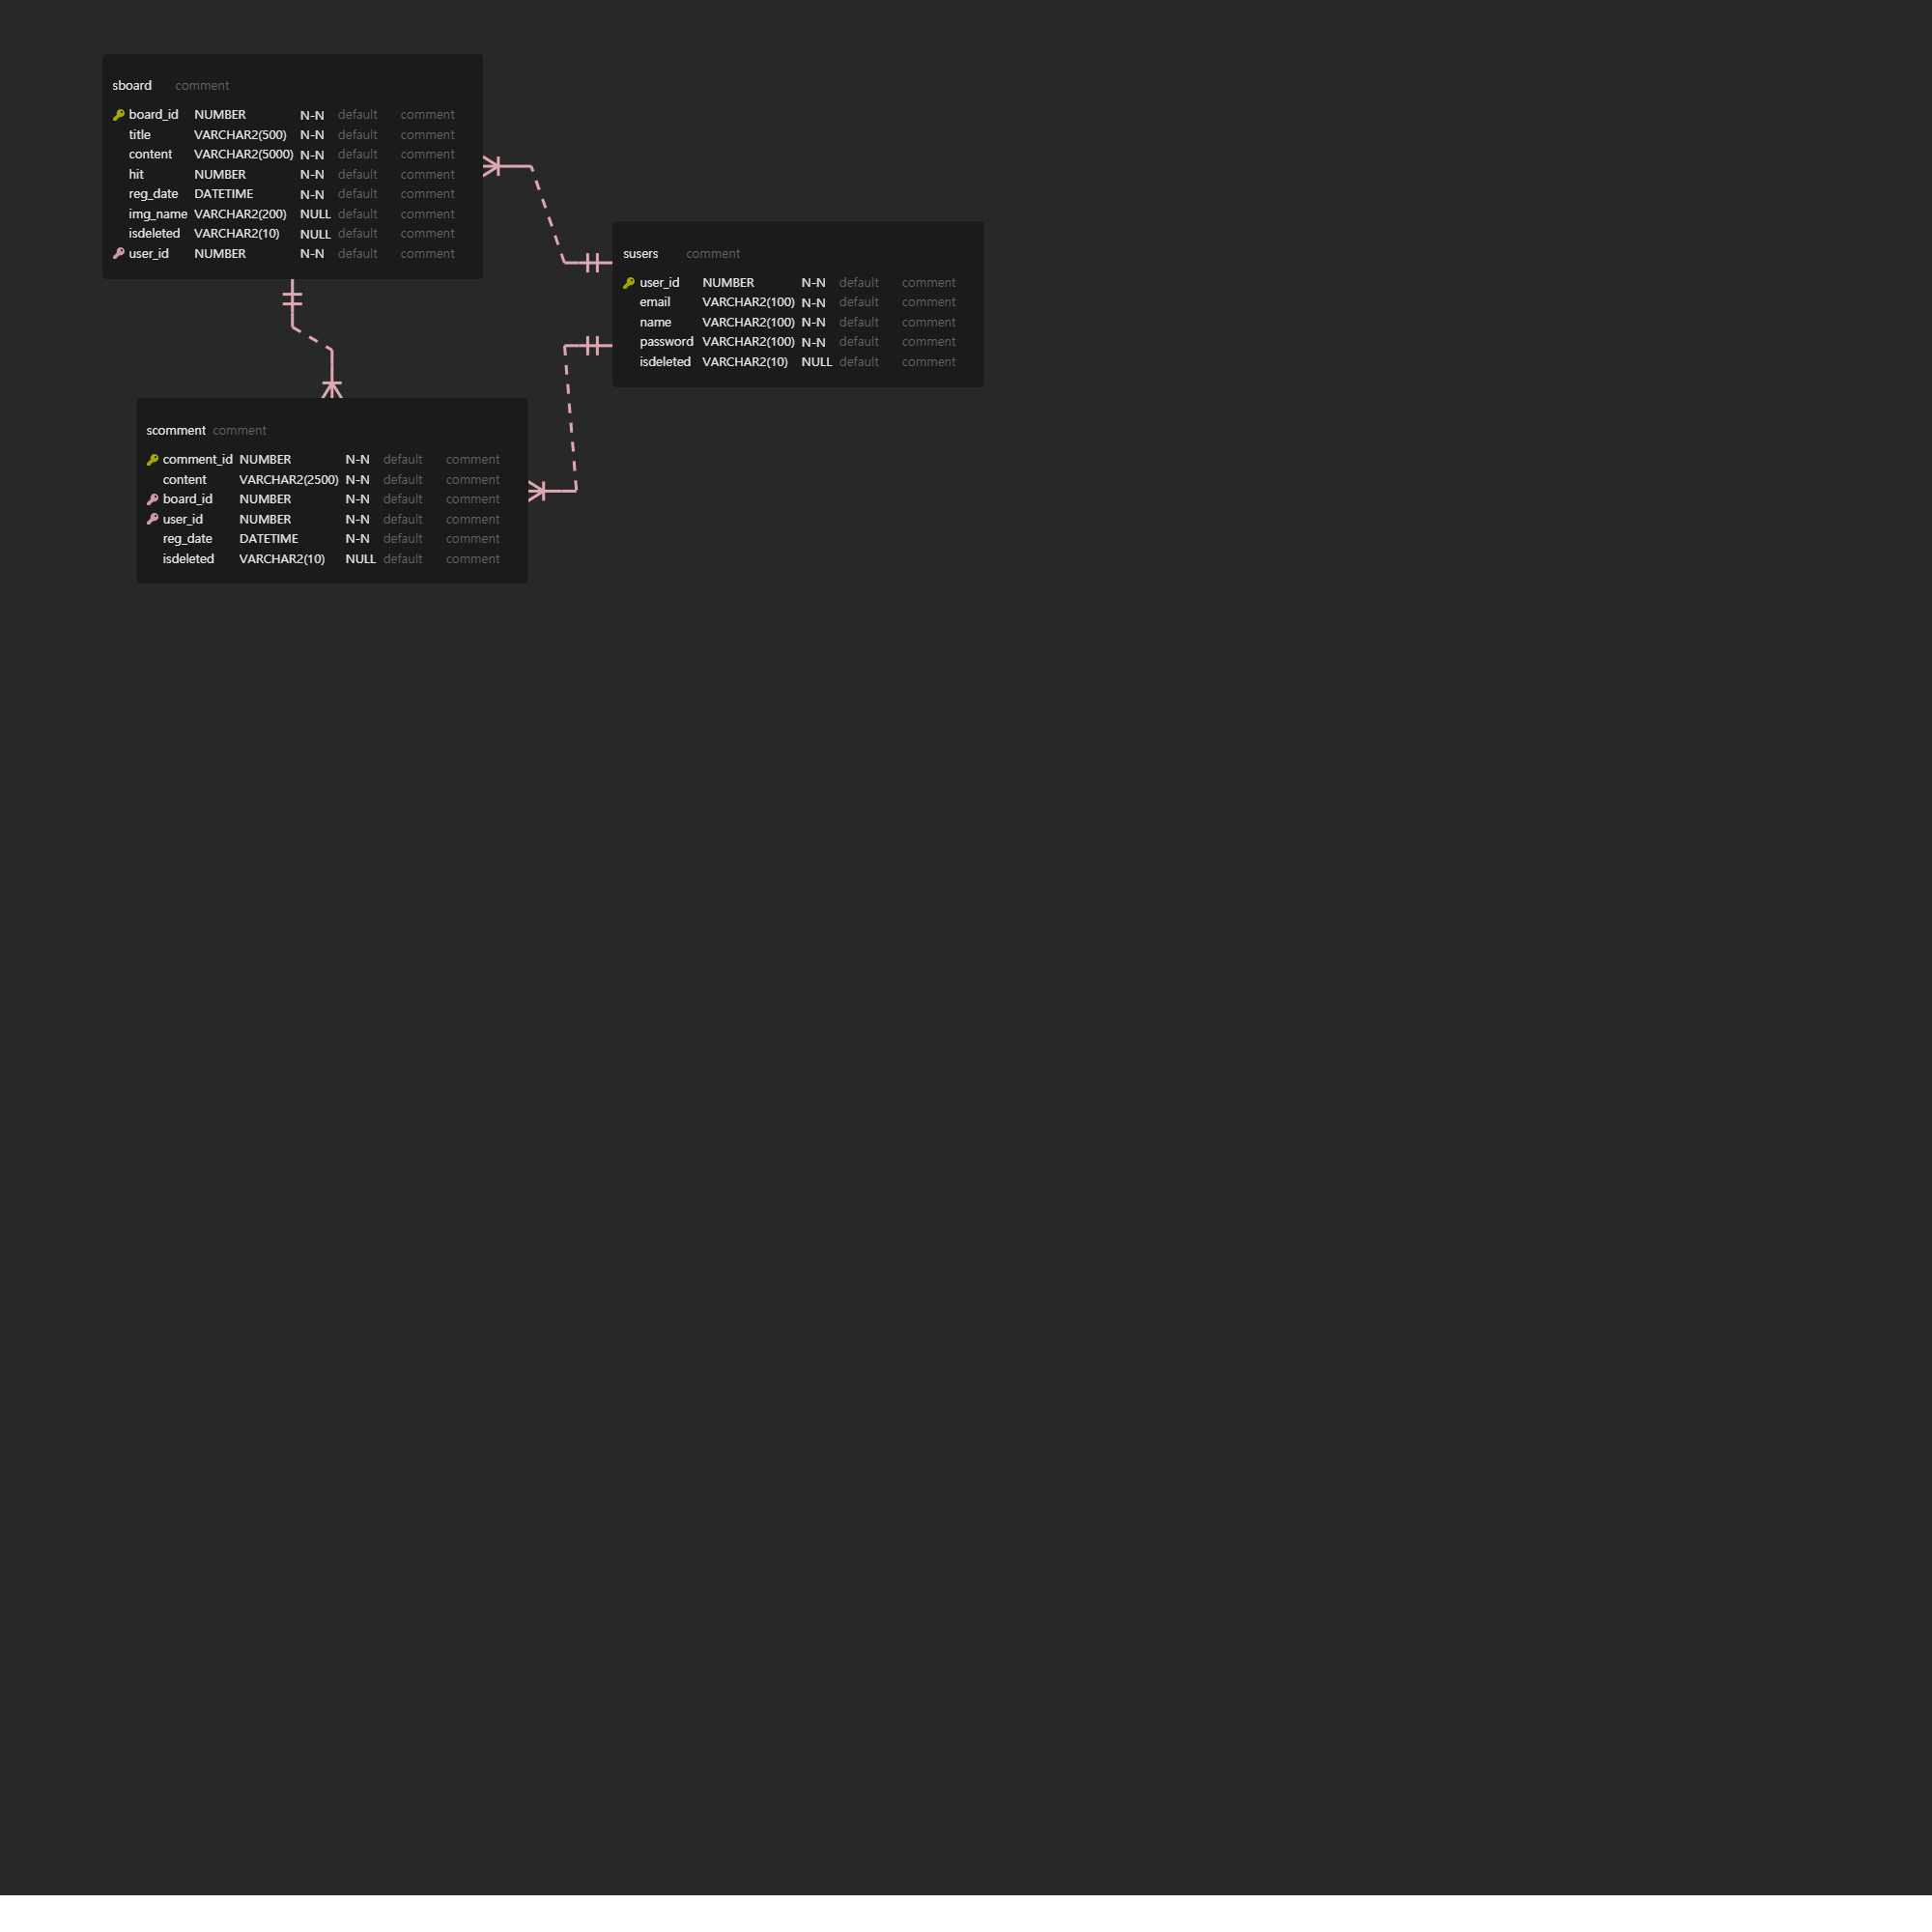 sboard comment
board_id NUMBER N-N default comment
title VARCHAR2(500) N-N default comment
content VARCHAR2(5000) N-N default comment
hit NUMBER N-N default comment
reg_date DATETIME N-N default comment
img_name VARCHAR2(200) NULL default comment
isdeleted VARCHAR2(10) NULL default comment
user_id NUMBER N-N default comment
susers comment
user_id NUMBER N-N default comment
email VARCHAR2(100) N-N default comment
name VARCHAR2(100) N-N default comment
password VARCHAR2(100) N-N default comment
isdeleted VARCHAR2(10) NULL default comment
scomment comment
comment_id NUMBER N-N default comment
content VARCHAR2(2500) N-N default comment
board_id NUMBER N-N default comment
user_id NUMBER N-N default comment
reg_date DATETIME N-N default comment
isdeleted VARCHAR2(10) NULL default comment